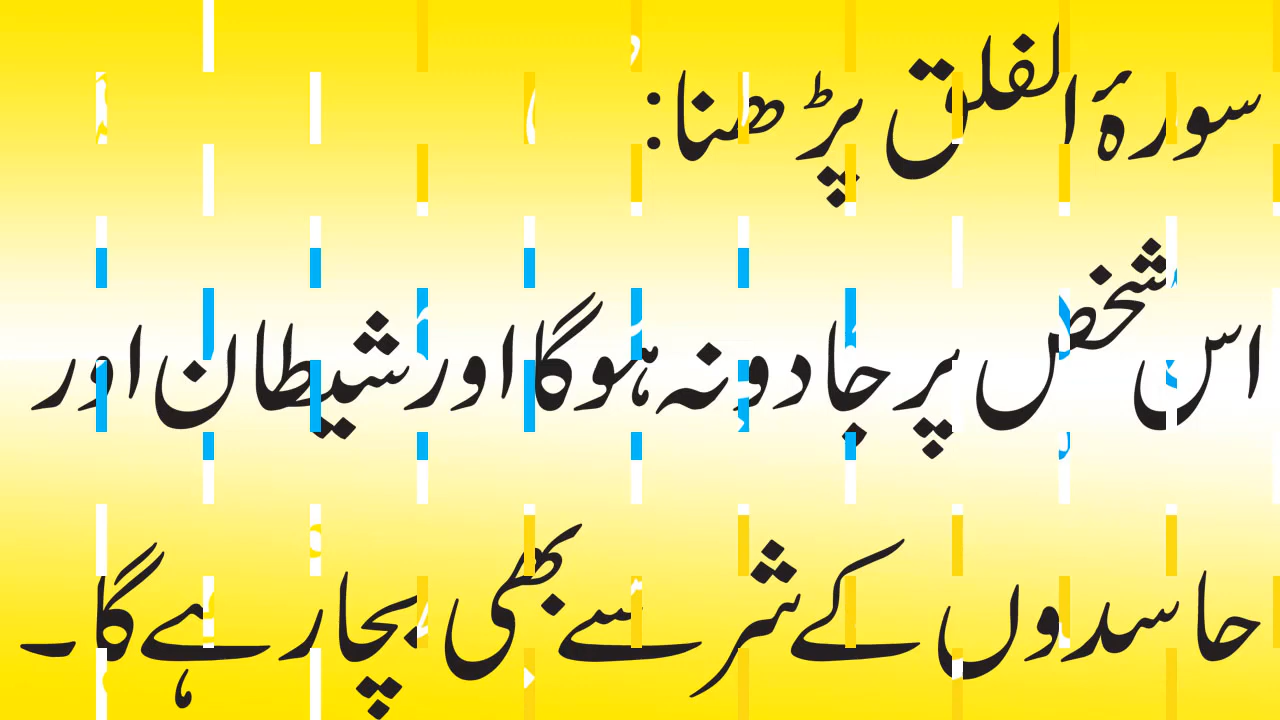 سورۂ الفلق پڑھنا:
اس شخص پر جادو نہ ہوگا اور شیطان اور
حاسدوں کے شر سے بھی بچا رہے گا۔